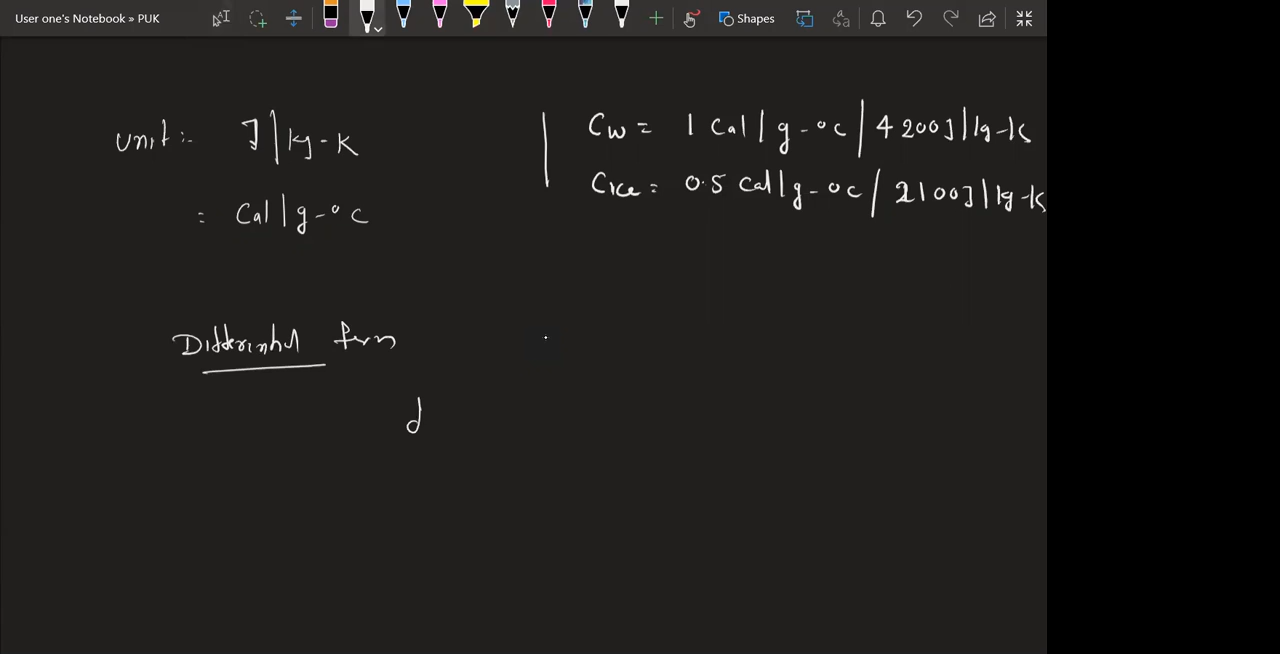 User one's Notebook » PUK
Shapes
unit:- J|kg-K
= Cal|g-°C
Cw = 1 Cal|g-°C | 4200J|kg-K
Cice = 0.5 Cal|g-°C / 2100J|kg-K
Differential form
d